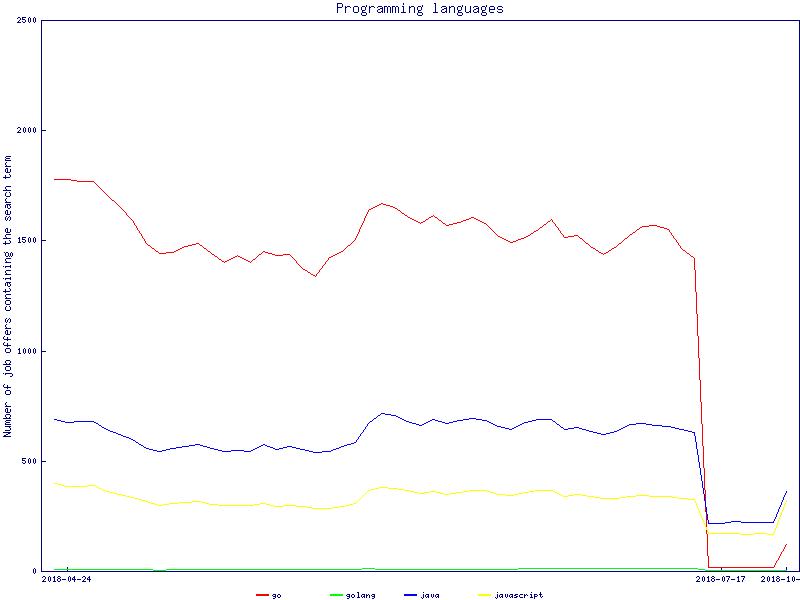 Programming languages
Number of job offers containing the search term
2500
2000
1500
1000
500
0
2018-04-24 2018-07-17 2018-10-
go golang java javascript